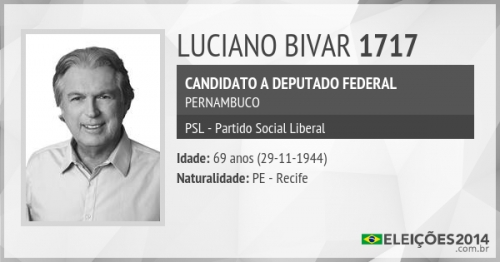 LUCIANO BIVAR 1717
CANDIDATO A DEPUTADO FEDERAL
PERNAMBUCO
PSL - Partido Social Liberal
Idade: 69 anos (29-11-1944)
Naturalidade: PE - Recife
ELEIÇÕES2014
.com.br